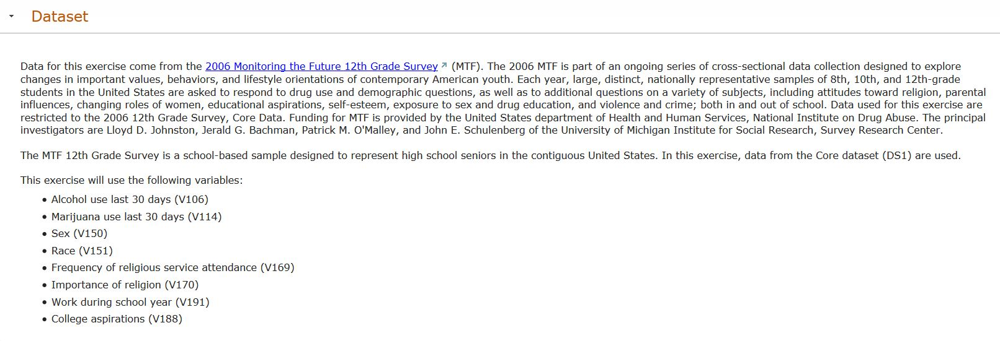 Dataset
Data for this exercise come from the 2006 Monitoring the Future 12th Grade Survey (MTF). The 2006 MTF is part of an ongoing series of cross-sectional data collection designed to explore
changes in important values, behaviors, and lifestyle orientations of contemporary American youth. Each year, large, distinct, nationally representative samples of 8th, 10th, and 12th-grade
students in the United States are asked to respond to drug use and demographic questions, as well as to additional questions on a variety of subjects, including attitudes toward religion, parental
influences, changing roles of women, educational aspirations, self-esteem, exposure to sex and drug education, and violence and crime; both in and out of school. Data used for this exercise are
restricted to the 2006 12th Grade Survey, Core Data. Funding for MTF is provided by the United States department of Health and Human Services, National Institute on Drug Abuse. The principal
investigators are Lloyd D. Johnston, Jerald G. Bachman, Patrick M. O'Malley, and John E. Schulenberg of the University of Michigan Institute for Social Research, Survey Research Center.
The MTF 12th Grade Survey is a school-based sample designed to represent high school seniors in the contiguous United States. In this exercise, data from the Core dataset (DS1) are used.
This exercise will use the following variables:
• Alcohol use last 30 days (V106)
• Marijuana use last 30 days (V114)
• Sex (V150)
• Race (V151)
• Frequency of religious service attendance (V169)
• Importance of religion (V170)
• Work during school year (V191)
• College aspirations (V188)